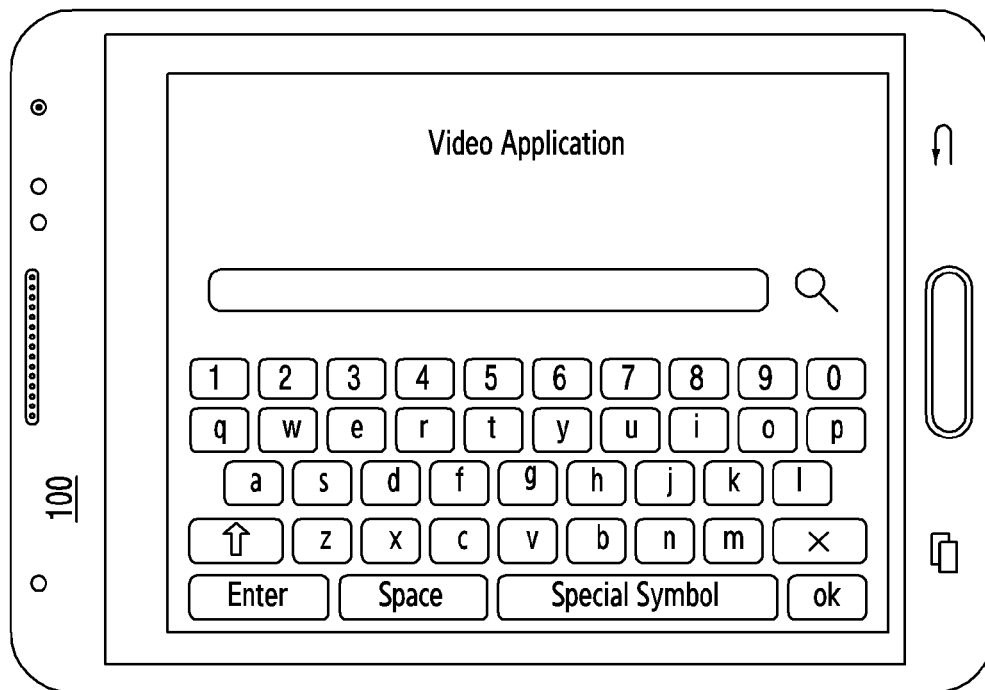 Video Application
1 2 3 4 5 6 7 8 9 0
q w e r t y u i o p
a s d f g h j k l
z x c v b n m ×
Enter Space Special Symbol ok
100